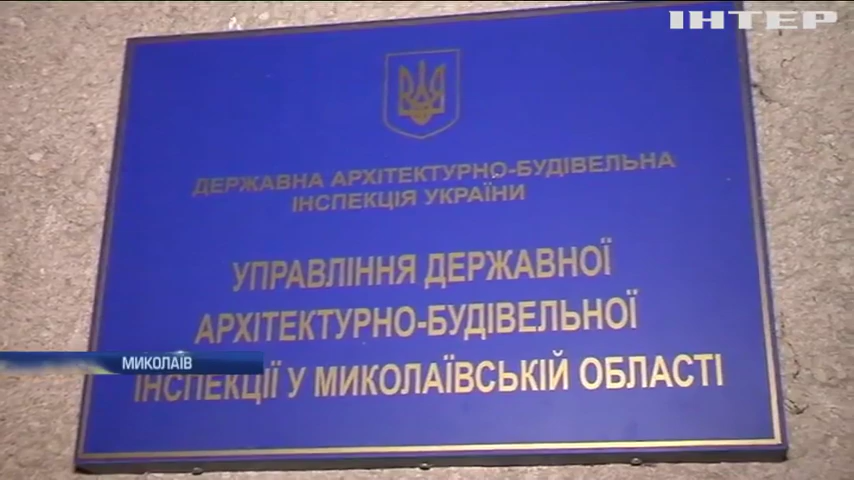 ІНТЕР
ДЕРЖАВНА АРХІТЕКТУРНО-БУДІВЕЛЬНА
ІНСПЕКЦІЯ УКРАЇНИ
УПРАВЛІННЯ ДЕРЖАВНОЇ
АРХІТЕКТУРНО-БУДІВЕЛЬНОЇ
МИКОЛАЇВ
ІНСПЕКЦІЇ У МИКОЛАЇВСЬКІЙ ОБЛАСТІ